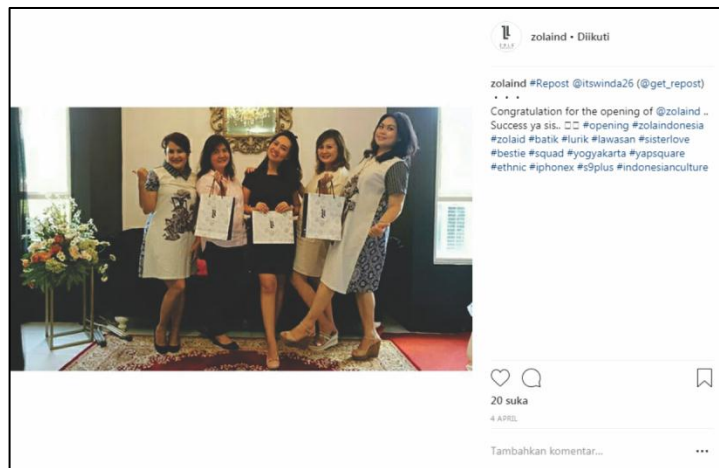 zolaind • Diikuti
zolaind #Repost @itswinda26 (@get_repost)
・・・
Congratulation for the opening of @zolaind ..
Success ya sis.. □□ #opening #zolaindonesia
#zolaid #batik #lurik #lawasan #sisterlove
#bestie #squad #yogyakarta #yapsquare
#ethnic #iphonex #s9plus #indonesianculture
20 suka
4 APRIL
Tambahkan komentar...